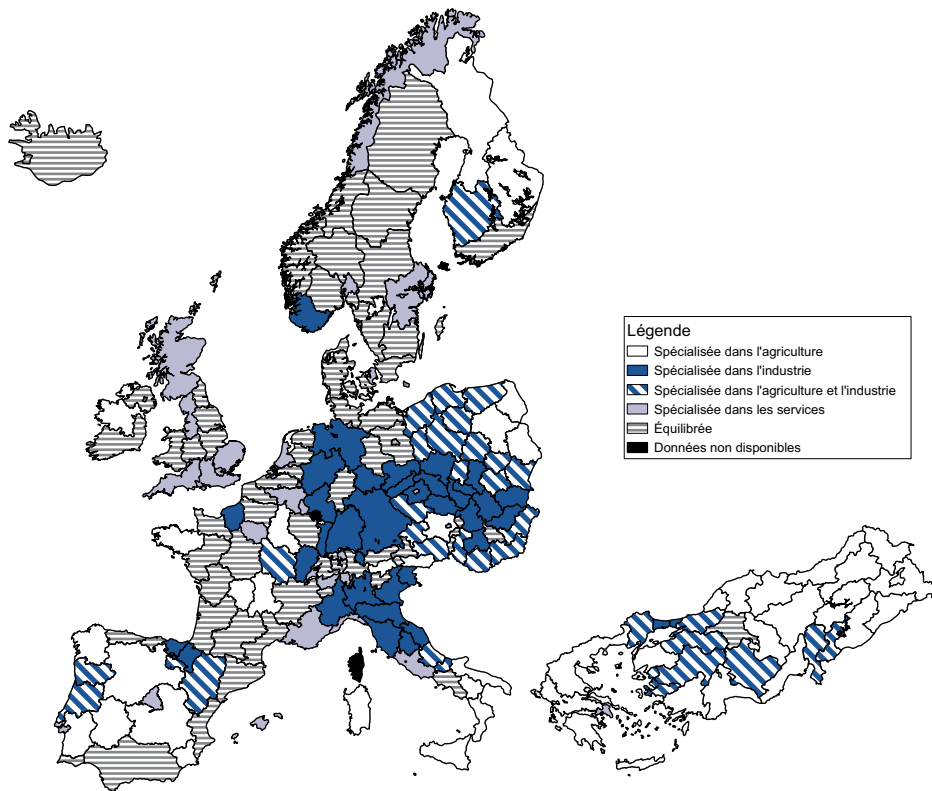 Légende
Spécialisée dans l'agriculture
Spécialisée dans l'industrie
Spécialisée dans l'agriculture et l'industrie
Spécialisée dans les services
Équilibrée
Données non disponibles